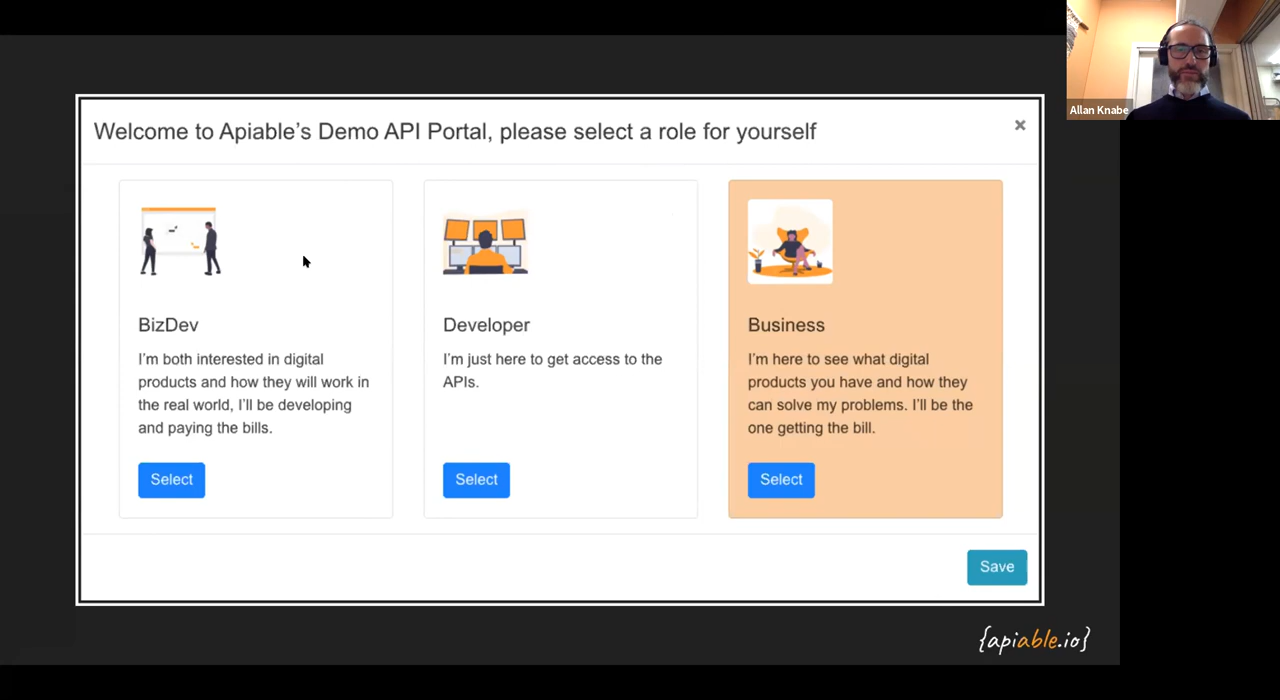 Allan Knabe
Welcome to Apiable's Demo API Portal, please select a role for yourself
×
BizDev
I'm both interested in digital
products and how they will work in
the real world, I'll be developing
and paying the bills.
Select
Developer
I'm just here to get access to the
APIs.
Select
Business
I'm here to see what digital
products you have and how they
can solve my problems. I'll be the
one getting the bill.
Select
Save
{apiable.io}